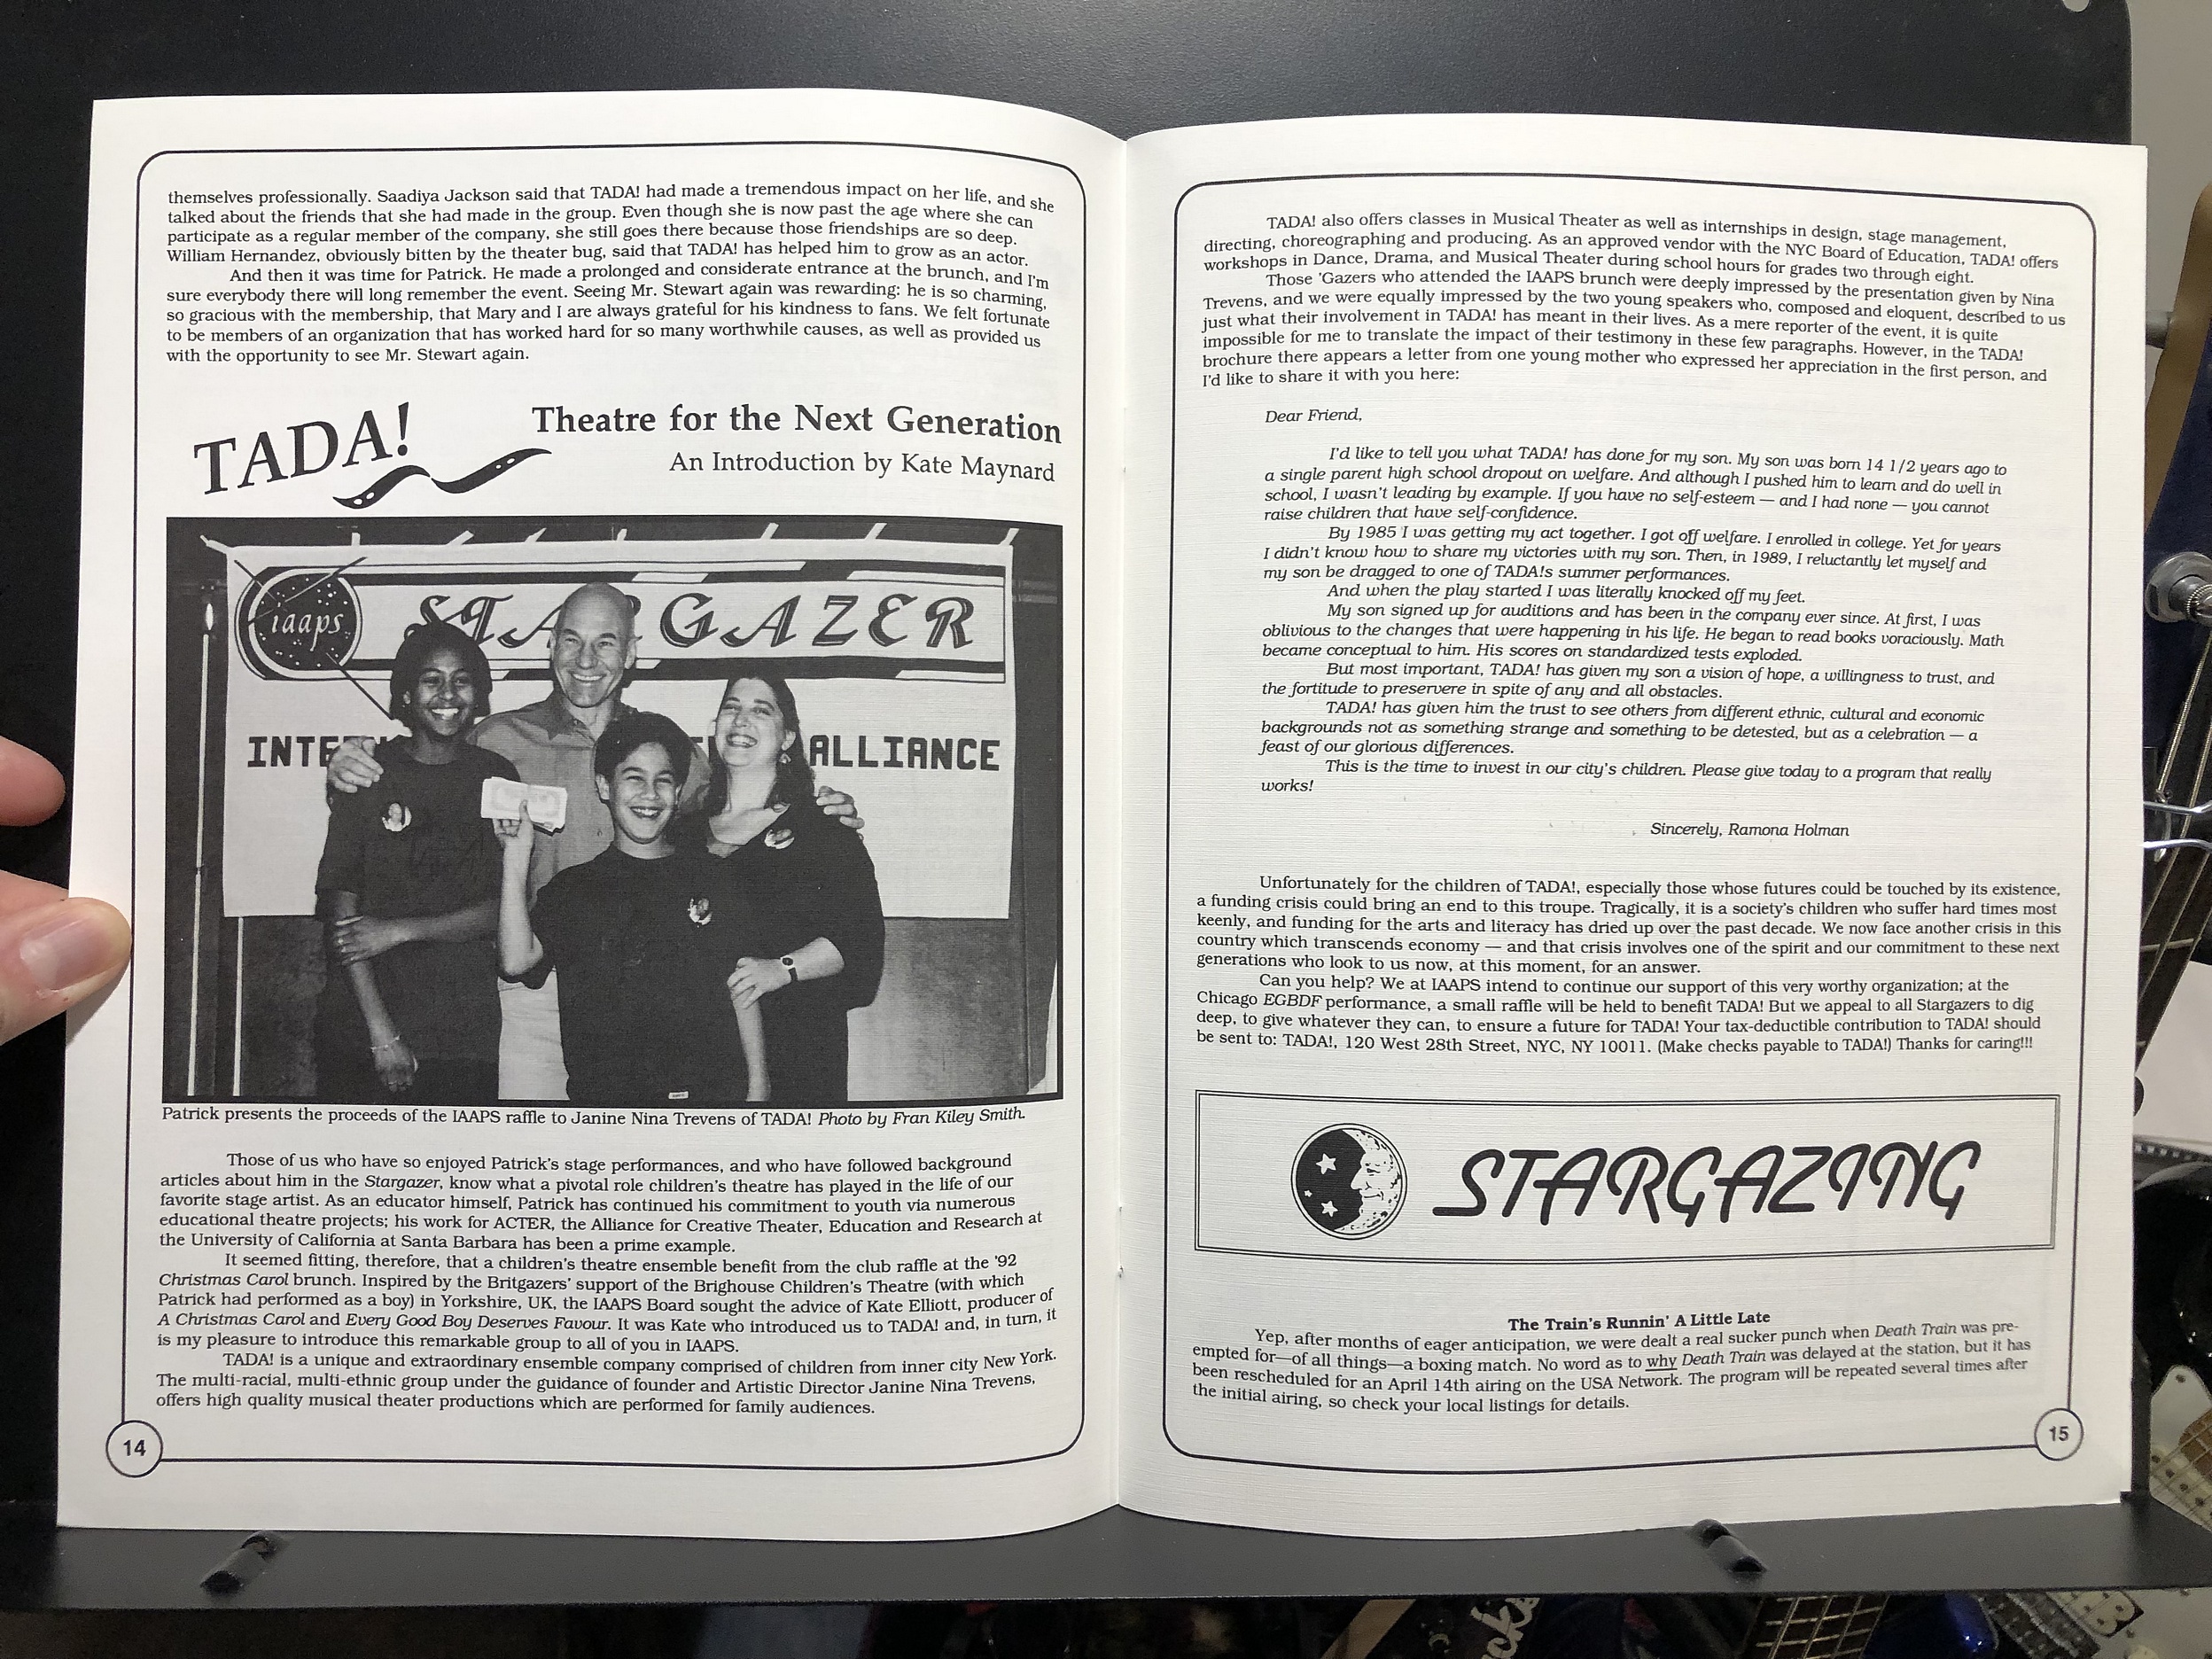 themselves professionally. Saadiya Jackson said that TADA! had made a tremendous impact on her life, and she
talked about the friends that she had made in the group. Even though she is now past the age where she can
participate as a regular member of the company, she still goes there because those friendships are so deep.
William Hernandez, obviously bitten by the theater bug, said that TADA! has helped him to grow as an actor.
And then it was time for Patrick. He made a prolonged and considerate entrance at the brunch, and I'm
sure everybody there will long remember the event. Seeing Mr. Stewart again was rewarding; he is so charming,
so gracious with the membership, that Mary and I are always grateful for his kindness to fans. We felt fortunate
to be members of an organization that has worked hard for so many worthwhile causes, as well as provided us
with the opportunity to see Mr. Stewart again.
TADA!
Theatre for the Next Generation
An Introduction by Kate Maynard
iaaps
STARGAZER
INTE
ALLIANCE
Patrick presents the proceeds of the IAAPS raffle to Janine Nina Trevens of TADA! Photo by Fran Kiley Smith.
Those of us who have so enjoyed Patrick's stage performances, and who have followed background
articles about him in the Stargazer, know what a pivotal role children's theatre has played in the life of our
favorite stage artist. As an educator himself, Patrick has continued his commitment to youth via numerous
educational theatre projects; his work for ACTER, the Alliance for Creative Theater, Education and Research at
the University of California at Santa Barbara has been a prime example.
It seemed fitting, therefore, that a children's theatre ensemble benefit from the club raffle at the '92
Christmas Carol brunch. Inspired by the Britgazers' support of the Brighouse Children's Theatre (with which
Patrick had performed as a boy) in Yorkshire, UK, the IAAPS Board sought the advice of Kate Elliott, producer of
A Christmas Carol and Every Good Boy Deserves Favour. It was Kate who introduced us to TADA! and, in turn, it
is my pleasure to introduce this remarkable group to all of you in IAAPS.
TADA! is a unique and extraordinary ensemble company comprised of children from inner city New York.
The multi-racial, multi-ethnic group under the guidance of founder and Artistic Director Janine Nina Trevens,
offers high quality musical theater productions which are performed for family audiences.
14
TADA! also offers classes in Musical Theater as well as internships in design, stage management,
directing, choreographing and producing. As an approved vendor with the NYC Board of Education, TADA! offers
workshops in Dance, Drama, and Musical Theater during school hours for grades two through eight.
Those 'Gazers who attended the IAAPS brunch were deeply impressed by the presentation given by Nina
Trevens, and we were equally impressed by the two young speakers who, composed and eloquent, described to us
just what their involvement in TADA! has meant in their lives. As a mere reporter of the event, it is quite
impossible for me to translate the impact of their testimony in these few paragraphs. However, in the TADA!
brochure there appears a letter from one young mother who expressed her appreciation in the first person, and
I'd like to share it with you here:
Dear Friend,
I'd like to tell you what TADA! has done for my son. My son was born 14 1/2 years ago to
a single parent high school dropout on welfare. And although I pushed him to learn and do well in
school, I wasn't leading by example. If you have no self-esteem — and I had none — you cannot
raise children that have self-confidence.
By 1985 I was getting my act together. I got off welfare. I enrolled in college. Yet for years
I didn't know how to share my victories with my son. Then, in 1989, I reluctantly let myself and
my son be dragged to one of TADA!s summer performances.
And when the play started I was literally knocked off my feet.
My son signed up for auditions and has been in the company ever since. At first, I was
oblivious to the changes that were happening in his life. He began to read books voraciously. Math
became conceptual to him. His scores on standardized tests exploded.
But most important, TADA! has given my son a vision of hope, a willingness to trust, and
the fortitude to preservere in spite of any and all obstacles.
TADA! has given him the trust to see others from different ethnic, cultural and economic
backgrounds not as something strange and something to be detested, but as a celebration — a
feast of our glorious differences.
This is the time to invest in our city's children. Please give today to a program that really
works!
Sincerely, Ramona Holman
Unfortunately for the children of TADA!, especially those whose futures could be touched by its existence,
a funding crisis could bring an end to this troupe. Tragically, it is a society's children who suffer hard times most
keenly, and funding for the arts and literacy has dried up over the past decade. We now face another crisis in this
country which transcends economy — and that crisis involves one of the spirit and our commitment to these next
generations who look to us now, at this moment, for an answer.
Can you help? We at IAAPS intend to continue our support of this very worthy organization; at the
Chicago EGBDF performance, a small raffle will be held to benefit TADA! But we appeal to all Stargazers to dig
deep, to give whatever they can, to ensure a future for TADA! Your tax-deductible contribution to TADA! should
be sent to: TADA!, 120 West 28th Street, NYC, NY 10011. (Make checks payable to TADA!) Thanks for caring!!!
STARGAZING
The Train's Runnin' A Little Late
Yep, after months of eager anticipation, we were dealt a real sucker punch when Death Train was pre-
empted for—of all things—a boxing match. No word as to why Death Train was delayed at the station, but it has
been rescheduled for an April 14th airing on the USA Network. The program will be repeated several times after
the initial airing, so check your local listings for details.
15